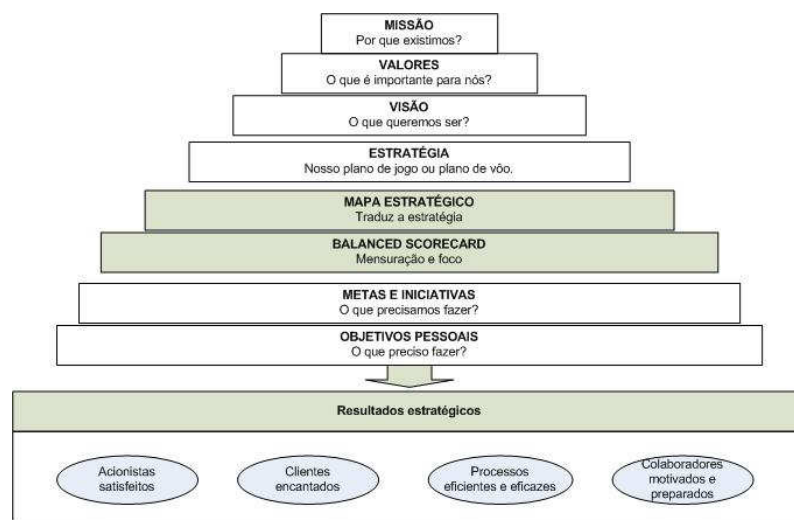 MISSÃO
Por que existimos?
VALORES
O que é importante para nós?
VISÃO
O que queremos ser?
ESTRATÉGIA
Nosso plano de jogo ou plano de vôo.
MAPA ESTRATÉGICO
Traduz a estratégia
BALANCED SCORECARD
Mensuração e foco
METAS E INICIATIVAS
O que precisamos fazer?
OBJETIVOS PESSOAIS
O que preciso fazer?
Resultados estratégicos
Acionistas
satisfeitos
Clientes
encantados
Processos
eficientes e eficazes
Colaboradores
motivados e
preparados